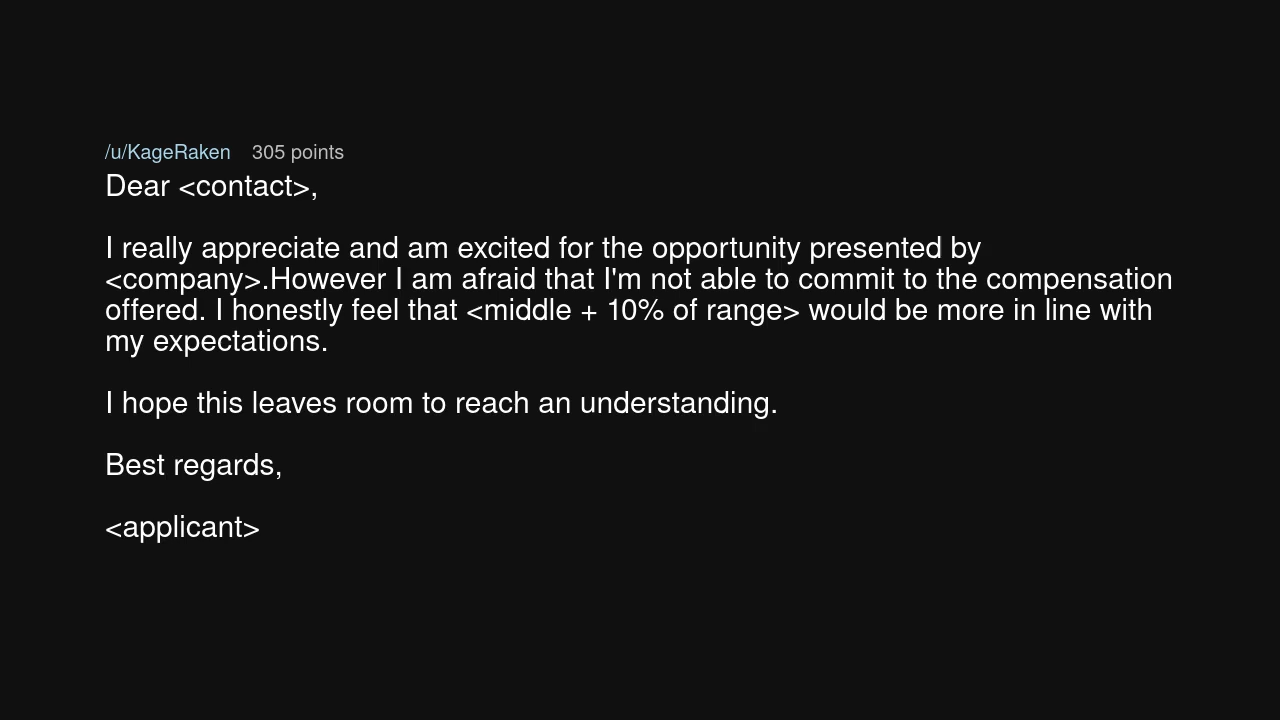 /u/KageRaken 305 points
Dear <contact>,
I really appreciate and am excited for the opportunity presented by
<company>.However I am afraid that I'm not able to commit to the compensation
offered. I honestly feel that <middle + 10% of range> would be more in line with
my expectations.
I hope this leaves room to reach an understanding.
Best regards,
<applicant>